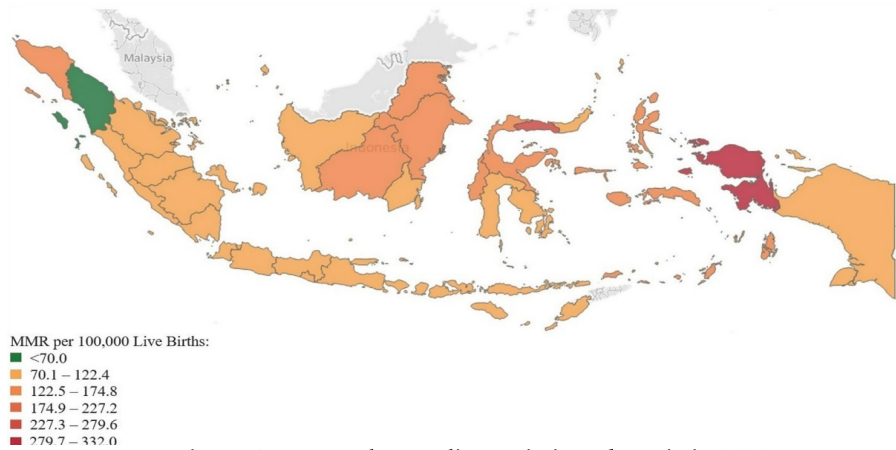 Malaysia
Indonesia
MMR per 100,000 Live Births:
<70.0
70.1 – 122.4
122.5 – 174.8
174.9 – 227.2
227.3 – 279.6
279.7 – 332.0